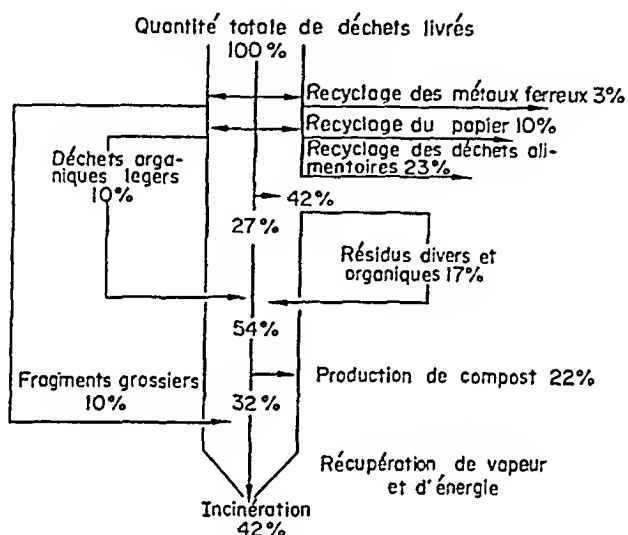 Quantité totale de déchets livrés
100%
Recyclage des métaux ferreux 3%
Recyclage du papier 10%
Recyclage des déchets ali-
mentoires 23%
Déchets orga-
niques legers
10%
42%
27%
Résidus divers et
organiques 17%
54%
Production de compost 22%
Fragments grossiers
10%
32%
Récupération de vapeur
et d'énergie
Incinération
42%